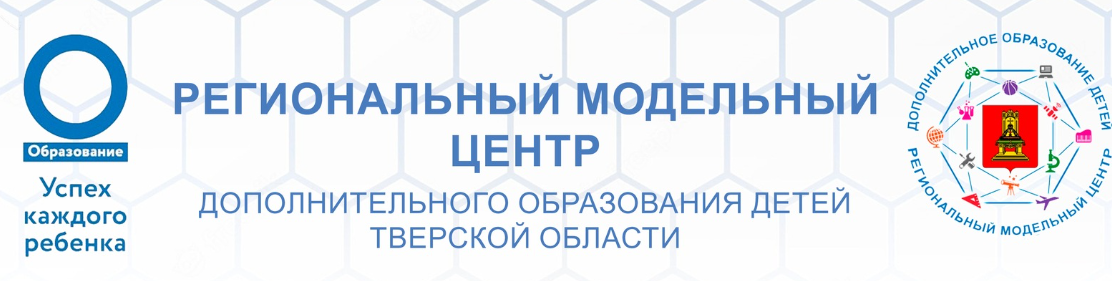 Образование
Успех
каждого
ребенка
РЕГИОНАЛЬНЫЙ МОДЕЛЬНЫЙ
ЦЕНТР
ДОПОЛНИТЕЛЬНОГО ОБРАЗОВАНИЯ ДЕТЕЙ
ТВЕРСКОЙ ОБЛАСТИ
ДОПОЛНИТЕЛЬНОЕ ОБРАЗОВАНИЕ ДЕТЕЙ
РЕГИОНАЛЬНЫЙ МОДЕЛЬНЫЙ ЦЕНТР